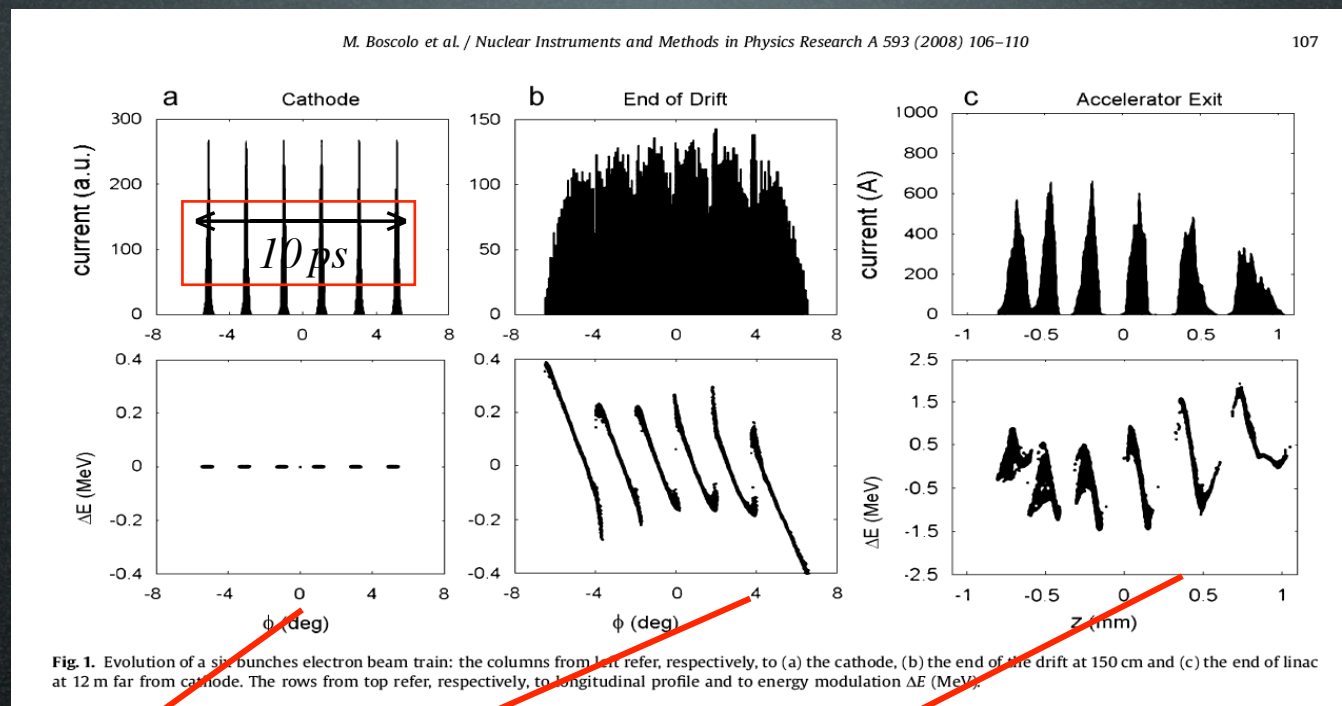 M. Boscolo et al. / Nuclear Instruments and Methods in Physics Research A 593 (2008) 106–110
107
a
Cathode
300
200
100
0
current (a.u.)
10 ps
-8 -4 0 4 8
b
End of Drift
150
100
50
0
-8 -4 0 4 8
c
Accelerator Exit
1000
800
600
400
200
0
current (A)
-1 -0.5 0 0.5 1
0.4
0.2
0
-0.2
-0.4
ΔE (MeV)
-8 -4 0 4 8
ϕ (deg)
0.4
0.2
0
-0.2
-0.4
-8 -4 0 4 8
ϕ (deg)
2.5
1.5
0.5
-0.5
-1.5
-2.5
ΔE (MeV)
-1 -0.5 0 0.5 1
z (mm)
Fig. 1. Evolution of a six bunches electron beam train: the columns from left refer, respectively, to (a) the cathode, (b) the end of the drift at 150 cm and (c) the end of linac
at 12 m far from cathode. The rows from top refer, respectively, to longitudinal profile and to energy modulation ΔE (MeV).